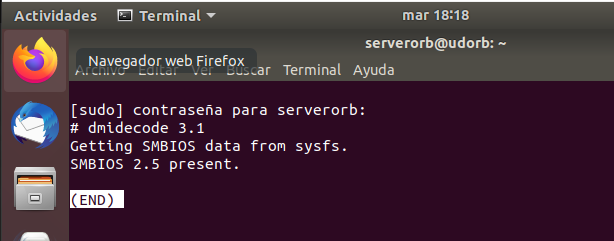 Actividades
Terminal
mar 18:18
serverorb@udorb: ~
Navegador web Firefox
Archivo Editar Ver Buscar Terminal Ayuda
[sudo] contraseña para serverorb:
# dmidecode 3.1
Getting SMBIOS data from sysfs.
SMBIOS 2.5 present.
(END)